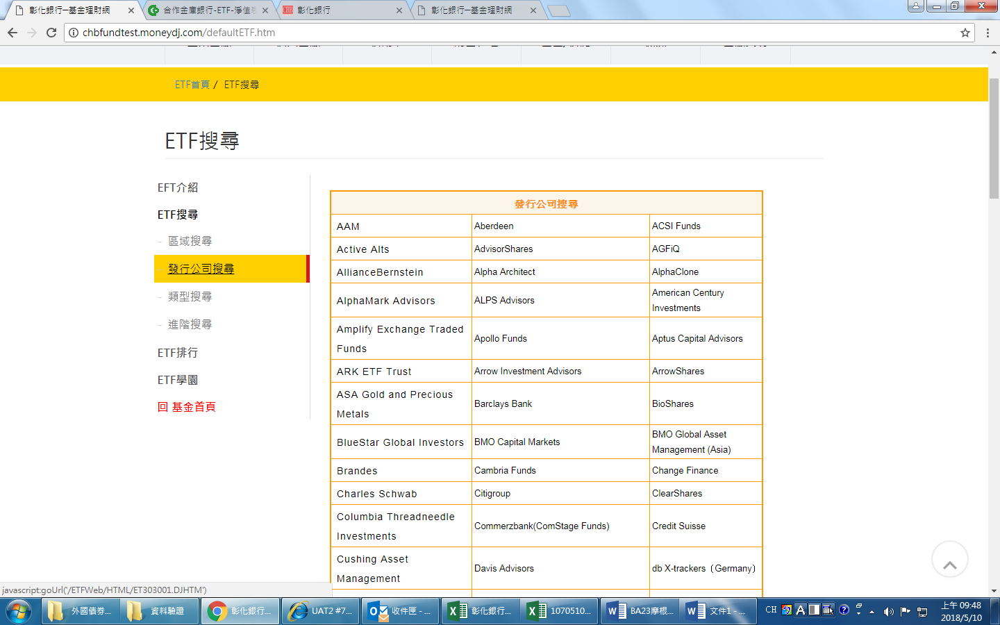 彰化銀行─基金理財網
合作金庫銀行-ETF-淨值
彰化銀行
彰化銀行─基金理財網
chbfundtest.moneydj.com/defaultETF.htm
ETF首頁 / ETF搜尋
ETF搜尋
EFT介紹
ETF搜尋
- 區域搜尋
- 發行公司搜尋
- 類型搜尋
- 進階搜尋
ETF排行
ETF學園
回 基金首頁
發行公司搜尋
AAM
Aberdeen
ACSI Funds
Active Alts
AdvisorShares
AGFiQ
AllianceBernstein
Alpha Architect
AlphaClone
AlphaMark Advisors
ALPS Advisors
American Century
Investments
Amplify Exchange Traded
Funds
Apollo Funds
Aptus Capital Advisors
ARK ETF Trust
Arrow Investment Advisors
ArrowShares
ASA Gold and Precious
Metals
Barclays Bank
BioShares
BlueStar Global Investors
BMO Capital Markets
BMO Global Asset
Management (Asia)
Brandes
Cambria Funds
Change Finance
Charles Schwab
Citigroup
ClearShares
Columbia Threadneedle
Investments
Commerzbank(ComStage Funds)
Credit Suisse
Cushing Asset
Management
Davis Advisors
db X-trackers（Germany）
javascript:goUrl('/ETFWeb/HTML/ET303001.DJHTM')
外國債券...
資料驗證
彰化銀行...
UAT2 #7...
收件匣 - ...
彰化銀行...
1070510...
BA23摩根...
文件1 - ...
CH
上午 09:48
2018/5/10